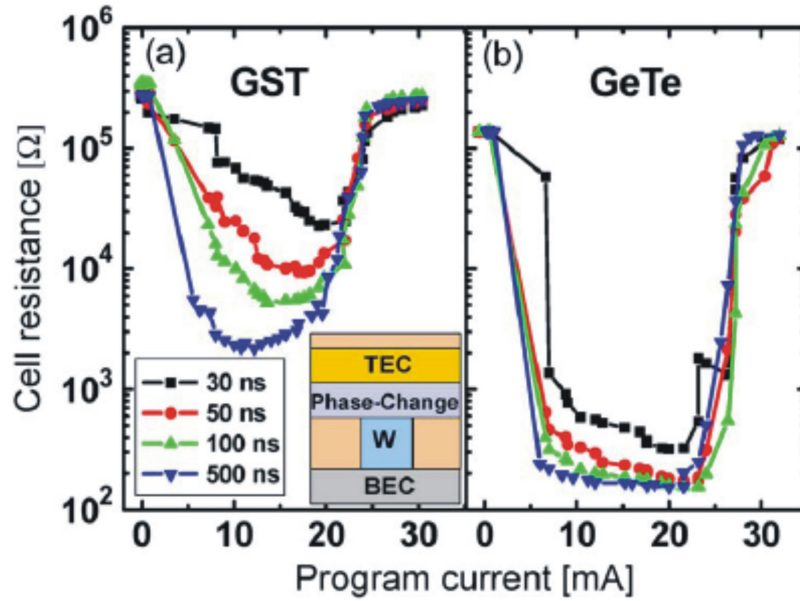 (a)
GST
(b)
GeTe
10^6
10^5
10^4
10^3
10^2
Cell resistance [Ω]
30 ns
50 ns
100 ns
500 ns
TEC
Phase-Change
W
BEC
0 10 20 30
0 10 20 30
Program current [mA]